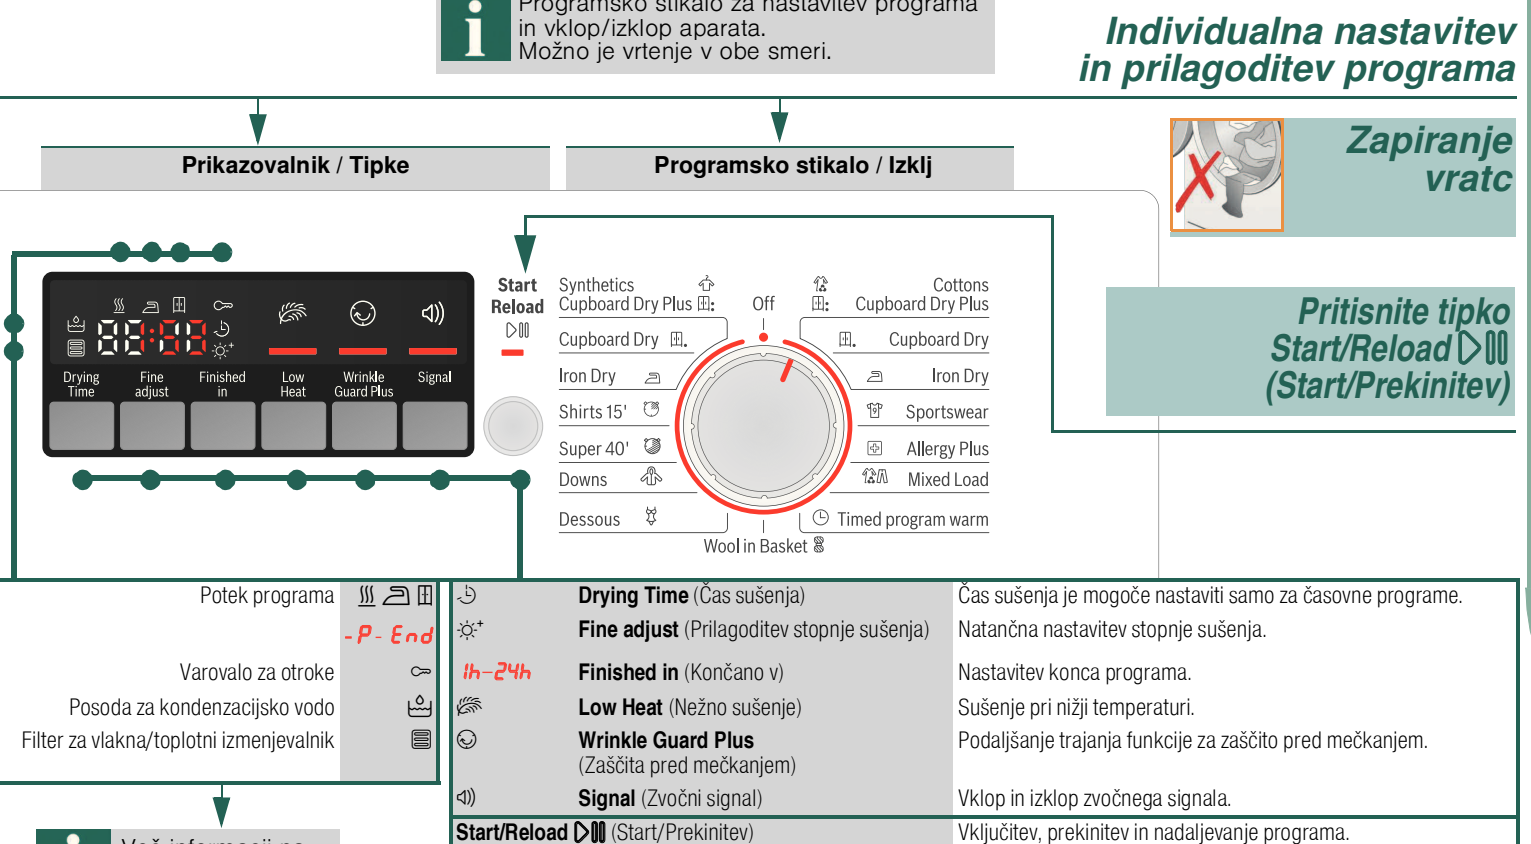 Programsko stikalo za nastavitev programa
in vklop/izklop aparata.
Možno je vrtenje v obe smeri.
Individualna nastavitev
in prilagoditev programa
Prikazovalnik / Tipke
Programsko stikalo / Izklj
Zapiranje
vratc
Pritisnite tipko
Start/Reload
(Start/Prekinitev)
Start
Reload
88:88
Drying
Time
Fine
adjust
Finished
in
Low
Heat
Wrinkle
Guard Plus
Signal
Synthetics
Cupboard Dry Plus
Cupboard Dry
Iron Dry
Shirts 15'
Super 40'
Downs
Dessous
Off
Wool in Basket
Cottons
Cupboard Dry Plus
Cupboard Dry
Iron Dry
Sportswear
Allergy Plus
Mixed Load
Timed program warm
Potek programa
-P- End
Varovalo za otroke
Posoda za kondenzacijsko vodo
Filter za vlakna/toplotni izmenjevalnik
Drying Time (Čas sušenja) Čas sušenja je mogoče nastaviti samo za časovne programe.
Fine adjust (Prilagoditev stopnje sušenja) Natančna nastavitev stopnje sušenja.
1h-24h Finished in (Končano v) Nastavitev konca programa.
Low Heat (Nežno sušenje) Sušenje pri nižji temperaturi.
Wrinkle Guard Plus Podaljšanje trajanja funkcije za zaščito pred mečkanjem.
(Zaščita pred mečkanjem)
Signal (Zvočni signal) Vklop in izklop zvočnega signala.
Start/Reload (Start/Prekinitev) Vključitev, prekinitev in nadaljevanje programa.